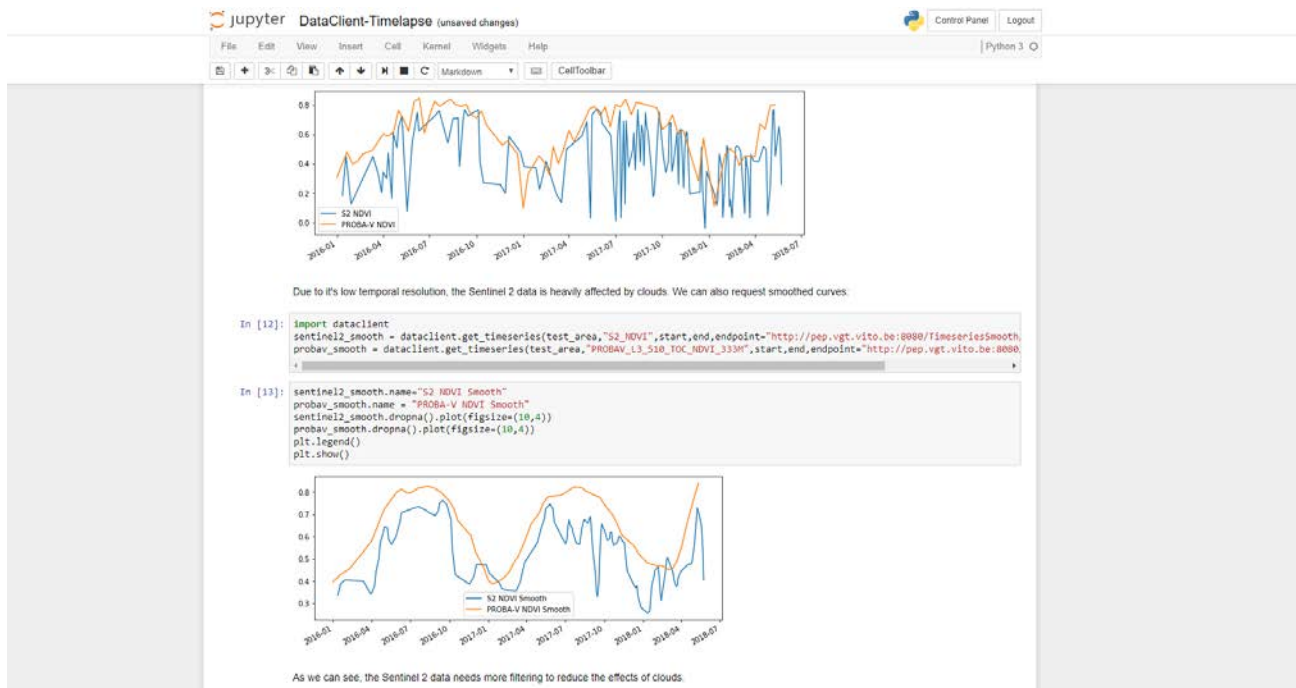 jupyter DataClient-Timelapse (unsaved changes)
Control Panel Logout
File Edit View Insert Cell Kernel Widgets Help
Python 3
Markdown CellToolbar
0.8
0.6
0.4
0.2
0.0
S2 NDVI
PROBA-V NDVI
2016-01 2016-04 2016-07 2016-10 2017-01 2017-04 2017-07 2017-10 2018-01 2018-04 2018-07
Due to it's low temporal resolution, the Sentinel 2 data is heavily affected by clouds. We can also request smoothed curves:
In [12]: import dataclient
sentinel2_smooth = dataclient.get_timeseries(test_area,"S2_NDVI",start,end,endpoint="http://pep.vgt.vito.be:8080/TimeseriesSmooth,
probav_smooth = dataclient.get_timeseries(test_area,"PROBAV_L3_S10_TOC_NDVI_333M",start,end,endpoint="http://pep.vgt.vito.be:8080,
In [13]: sentinel2_smooth.name="S2 NDVI Smooth"
probav_smooth.name = "PROBA-V NDVI Smooth"
sentinel2_smooth.dropna().plot(figsize=(10,4))
probav_smooth.dropna().plot(figsize=(10,4))
plt.legend()
plt.show()
0.8
0.7
0.6
0.5
0.4
0.3
S2 NDVI Smooth
PROBA-V NDVI Smooth
2016-01 2016-04 2016-07 2016-10 2017-01 2017-04 2017-07 2017-10 2018-01 2018-04 2018-07
As we can see, the Sentinel 2 data needs more filtering to reduce the effects of clouds.